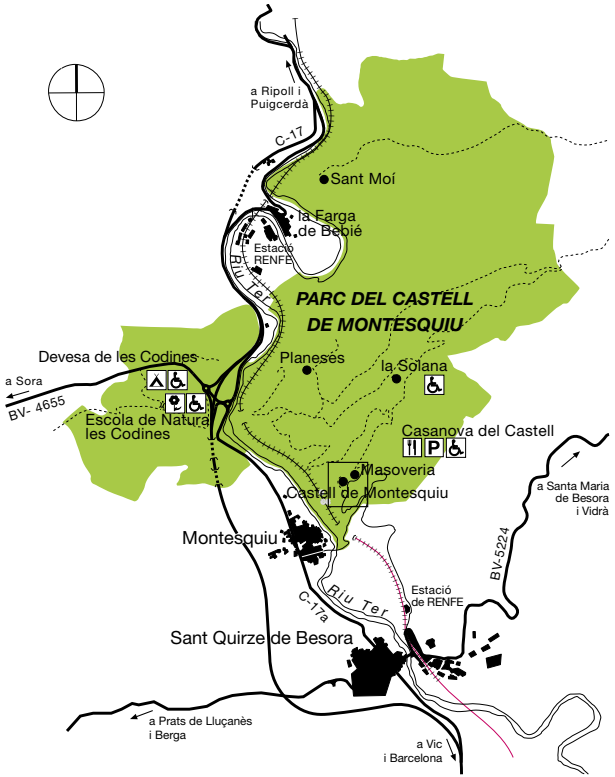 a Ripoll i
Puigcerdà
C-17
Sant Moí
la Farga
de Bebié
Estació
RENFE
Riu Ter
PARC DEL CASTELL
DE MONTESQUIU
Devesa de les Codines
Planeses
la Solana
a Sora
BV- 4655
Escola de Natura
les Codines
Casanova del Castell
P
Masoveria
Castell de Montesquiu
a Santa Maria
de Besora
i Vidrà
BV-5224
Montesquiu
C-17a
Riu Ter
Estació
de RENFE
Sant Quirze de Besora
a Prats de Lluçanès
i Berga
a Vic
i Barcelona